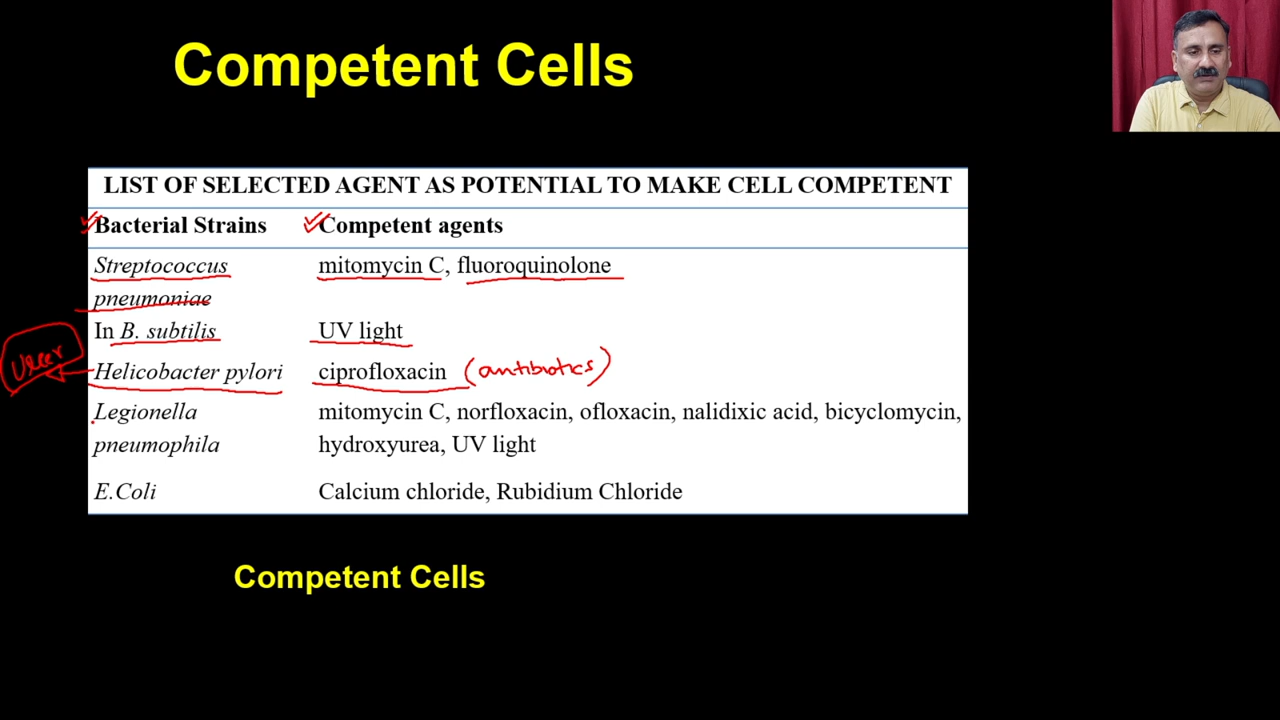 Competent Cells
LIST OF SELECTED AGENT AS POTENTIAL TO MAKE CELL COMPETENT
Bacterial Strains Competent agents
Streptococcus mitomycin C, fluoroquinolone
pneumoniae
In B. subtilis UV light
Ulcer
Helicobacter pylori ciprofloxacin (antibiotics)
Legionella mitomycin C, norfloxacin, ofloxacin, nalidixic acid, bicyclomycin,
pneumophila hydroxyurea, UV light
E.Coli Calcium chloride, Rubidium Chloride
Competent Cells